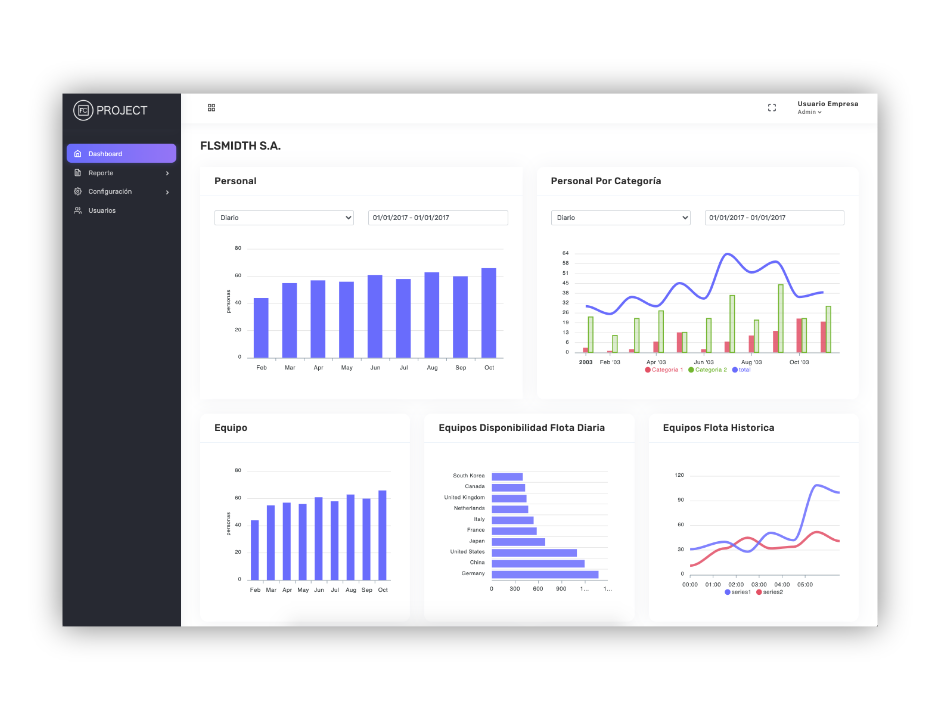 FC PROJECT
Usuario Empresa
Admin
Dashboard
Reporte
Configuración
Usuarios
FLSMIDTH S.A.
Personal
Diario
01/01/2017 - 01/01/2017
personas
80
60
40
20
0
Feb Mar Apr May Jun Jul Aug Sep Oct
Personal Por Categoría
Diario
01/01/2017 - 01/01/2017
64
58
51
45
38
32
26
19
13
6
0
2003 Feb '03 Apr '03 Jun '03 Aug '03 Oct '03
Categoria 1 Categoria 2 total
Equipo
personas
80
60
40
20
0
Feb Mar Apr May Jun Jul Aug Sep Oct
Equipos Disponibilidad Flota Diaria
South Korea
Canada
United Kingdom
Netherlands
Italy
France
Japan
United States
China
Germany
0 300 600 900 1... 1...
Equipos Flota Historica
120
90
60
30
0
00:00 01:00 02:00 03:00 04:00 05:00
series1 series2